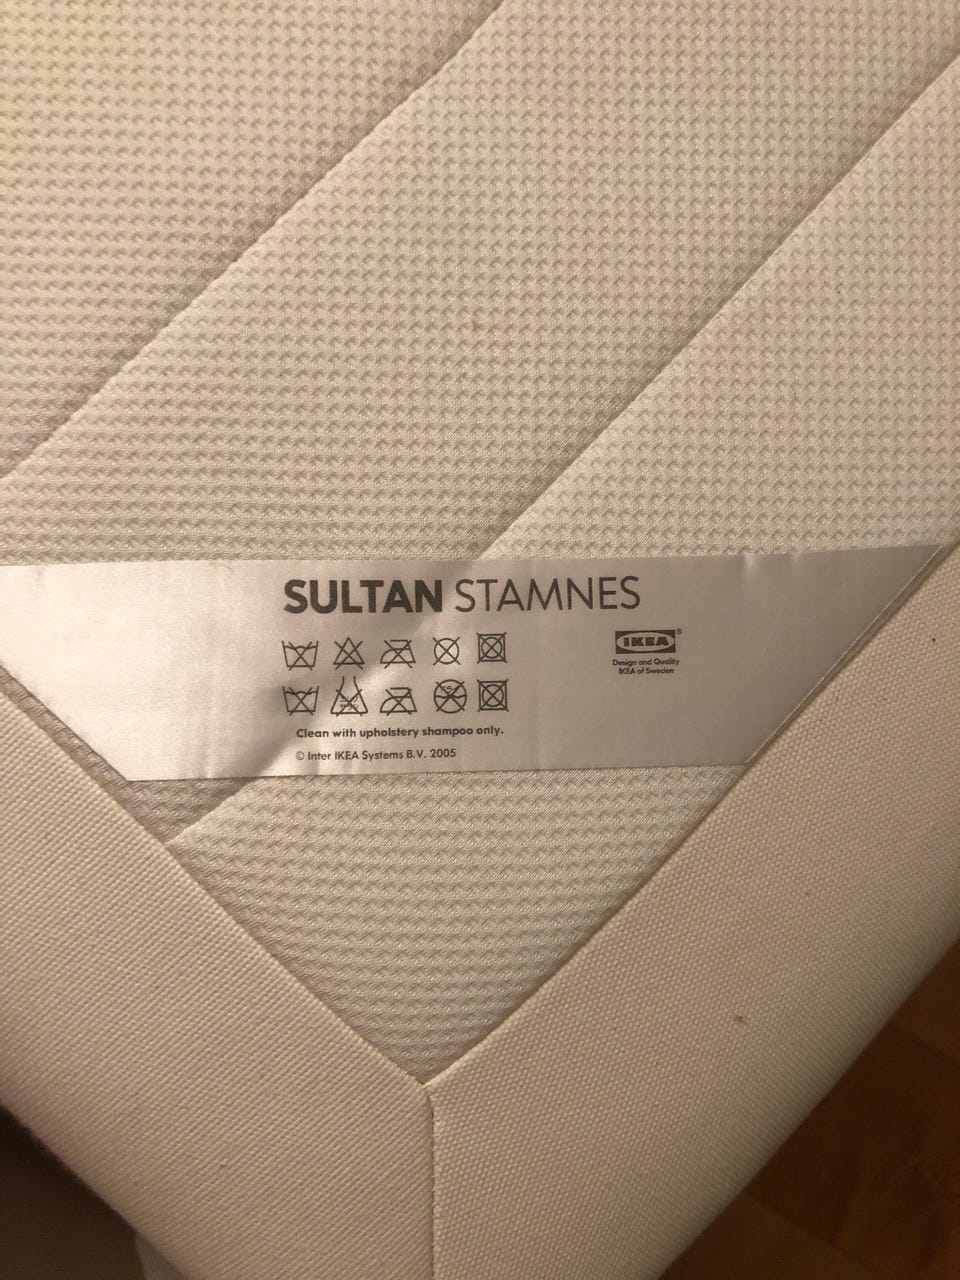 SULTAN STAMNES
IKEA®
Design and Quality
IKEA of Sweden
Clean with upholstery shampoo only.
© Inter IKEA Systems B.V. 2005